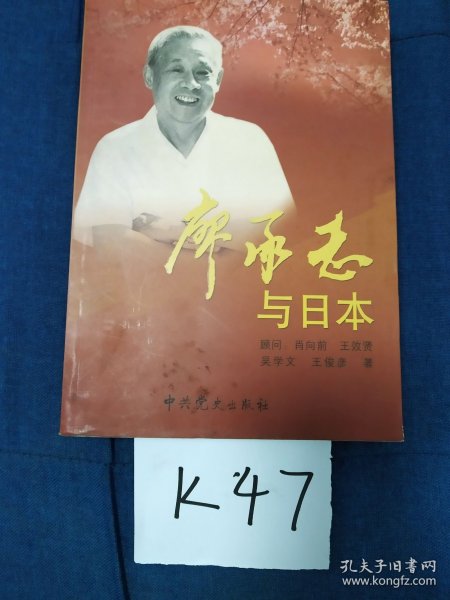 廖承志
与日本
顾问 肖向前 王效贤
吴学文 王俊彦 著
中共党史出版社
K47
孔夫子旧书网
www.kongfz.com